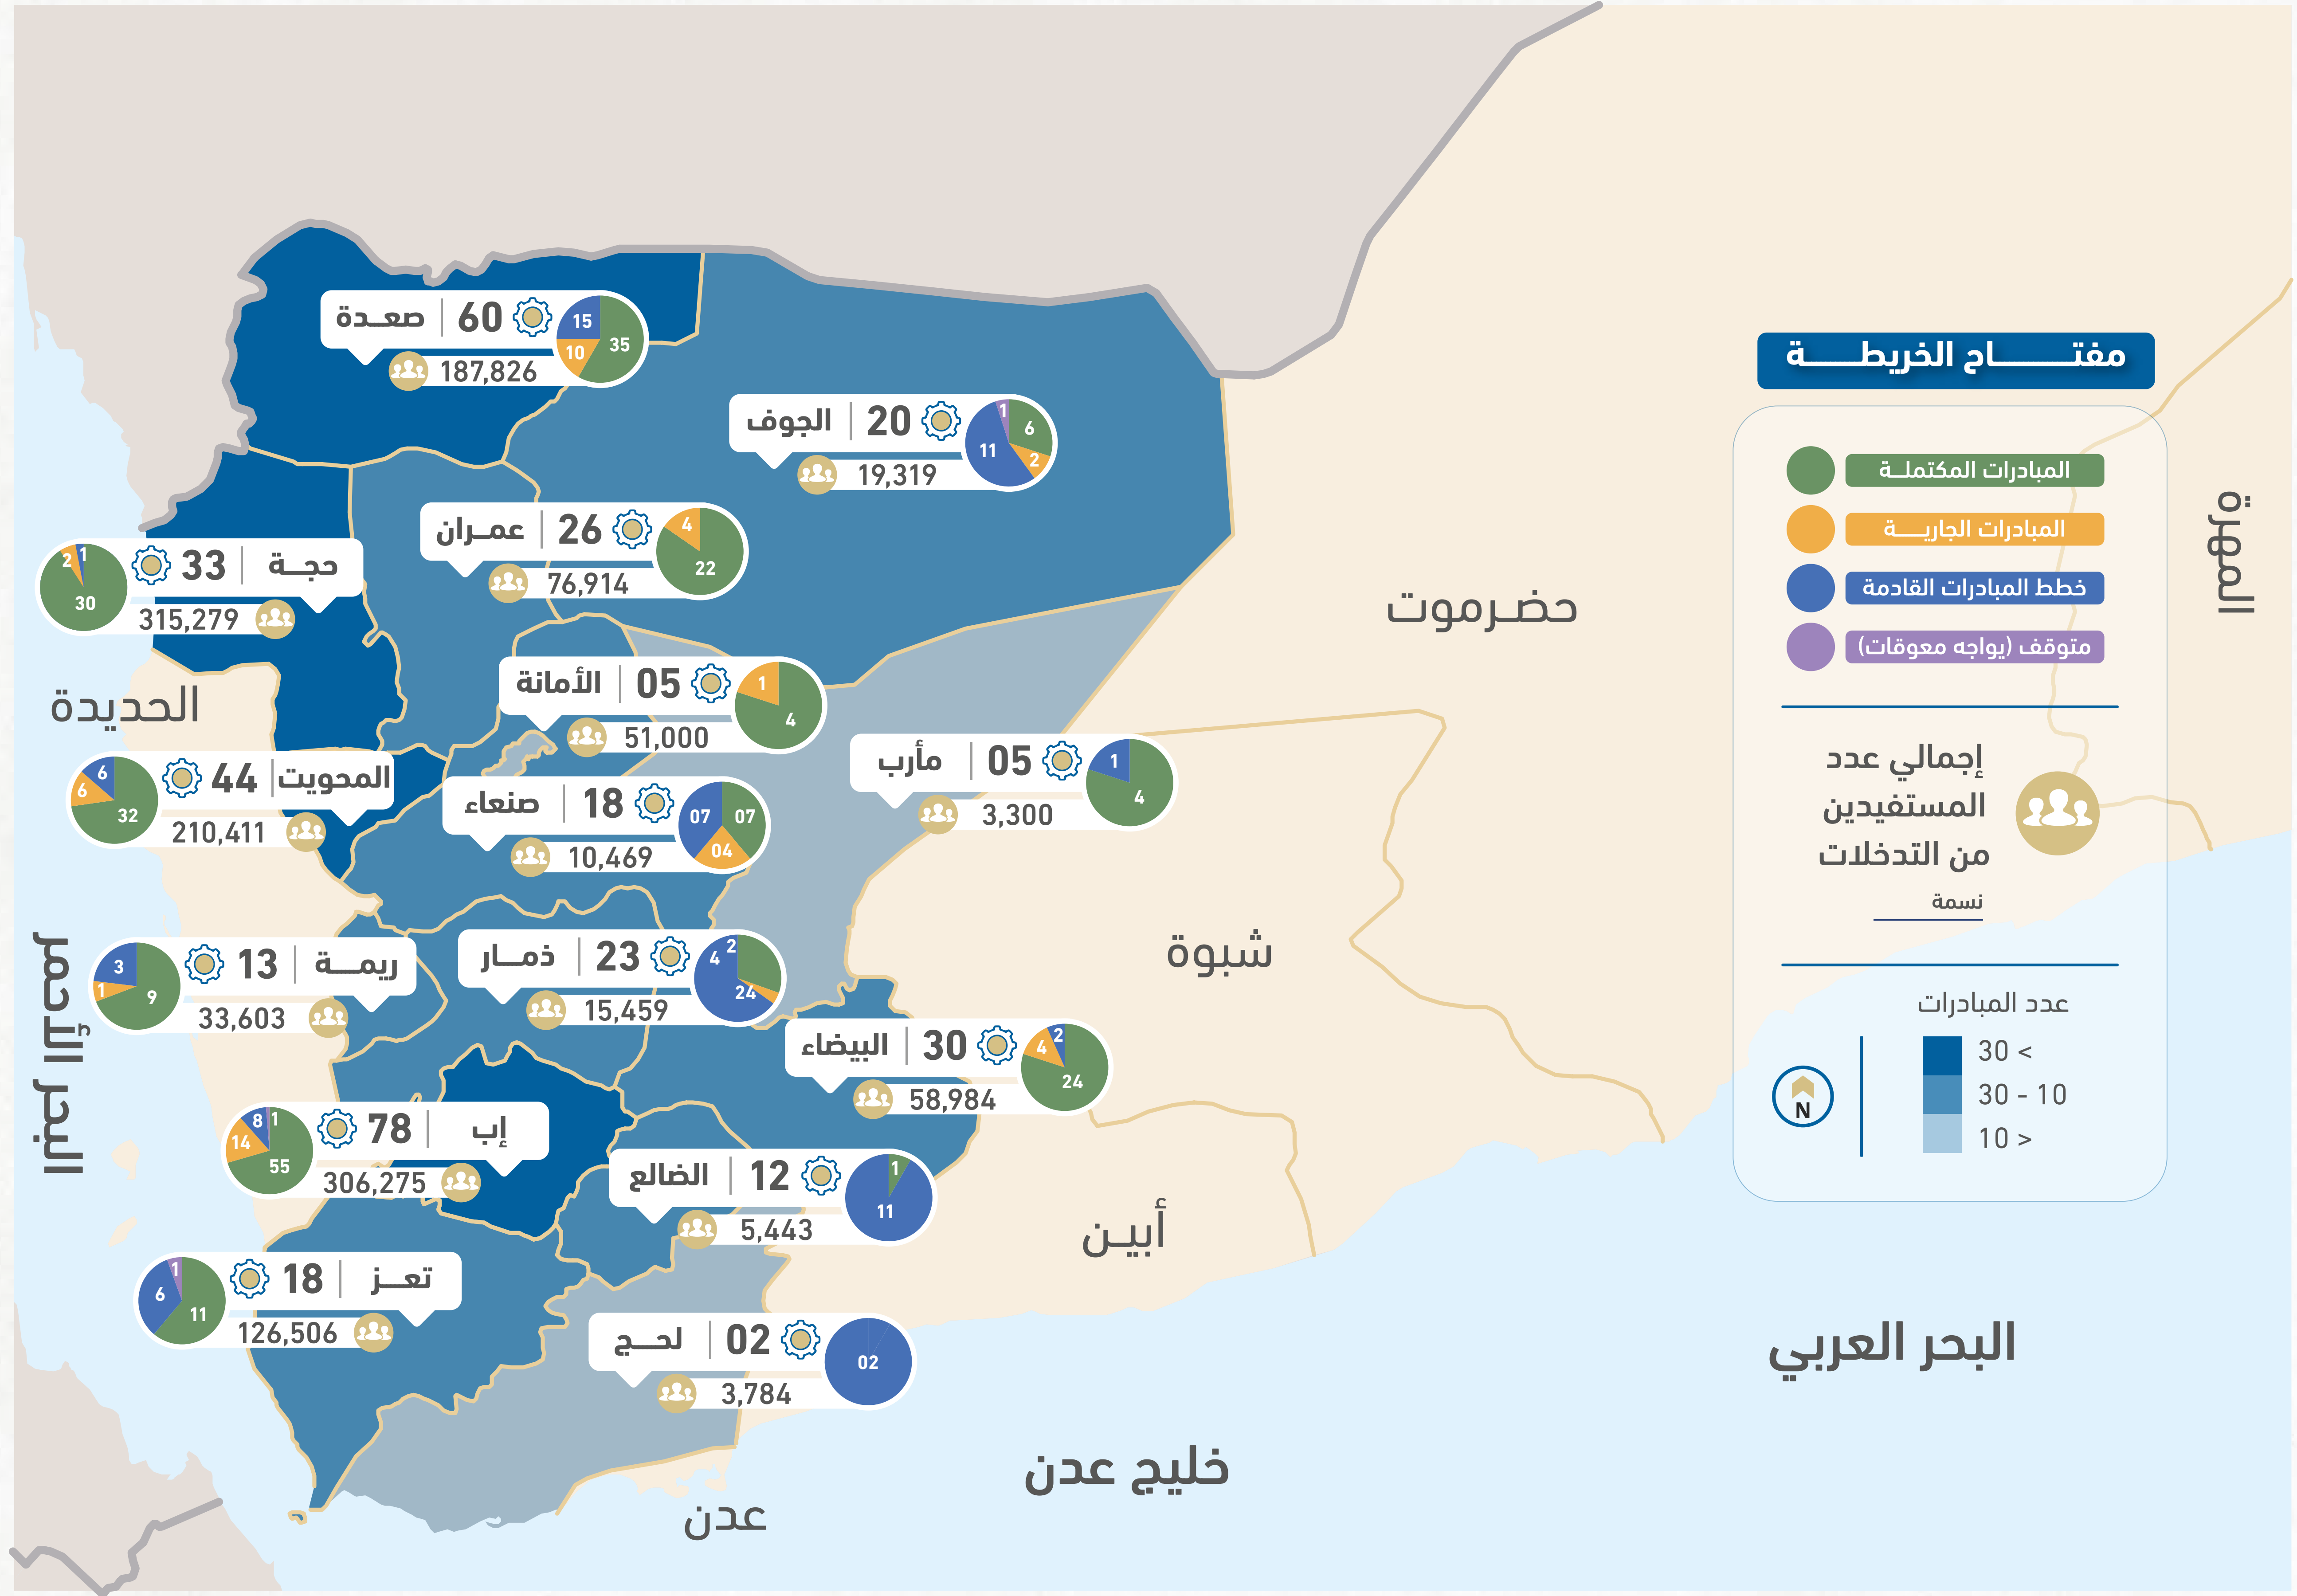 صعـدة | 60
15
35
10
187,826
الجوف | 20
1
6
11
2
19,319
عمـران | 26
4
22
76,914
حجـة | 33
2
1
30
315,279
الأمانة | 05
1
4
51,000
الحديدة
مأرب | 05
1
4
3,300
المحويت | 44
6
6
32
210,411
صنعاء | 18
07
07
04
10,469
ريمـة | 13
3
1
9
33,603
ذمـار | 23
2
4
24
15,459
البيضاء | 30
2
4
24
58,984
إب | 78
8
1
14
55
306,275
الضالع | 12
1
11
5,443
تعـز | 18
1
6
11
126,506
لحـج | 02
02
3,784
حضـرموت
المهرة
شبوة
أبيـن
عدن
البحر الأحمر
خليج عدن
البحر العربي
مفتـــاح الخريطـــة
المبادرات المكتملـة
المبادرات الجاريـــة
خطط المبادرات القادمة
متوقف (يواجه معوقات)
إجمالي عدد
المستفيدين
من التدخلات
نسمة
عدد المبادرات
30 <
30 - 10
10 >
N